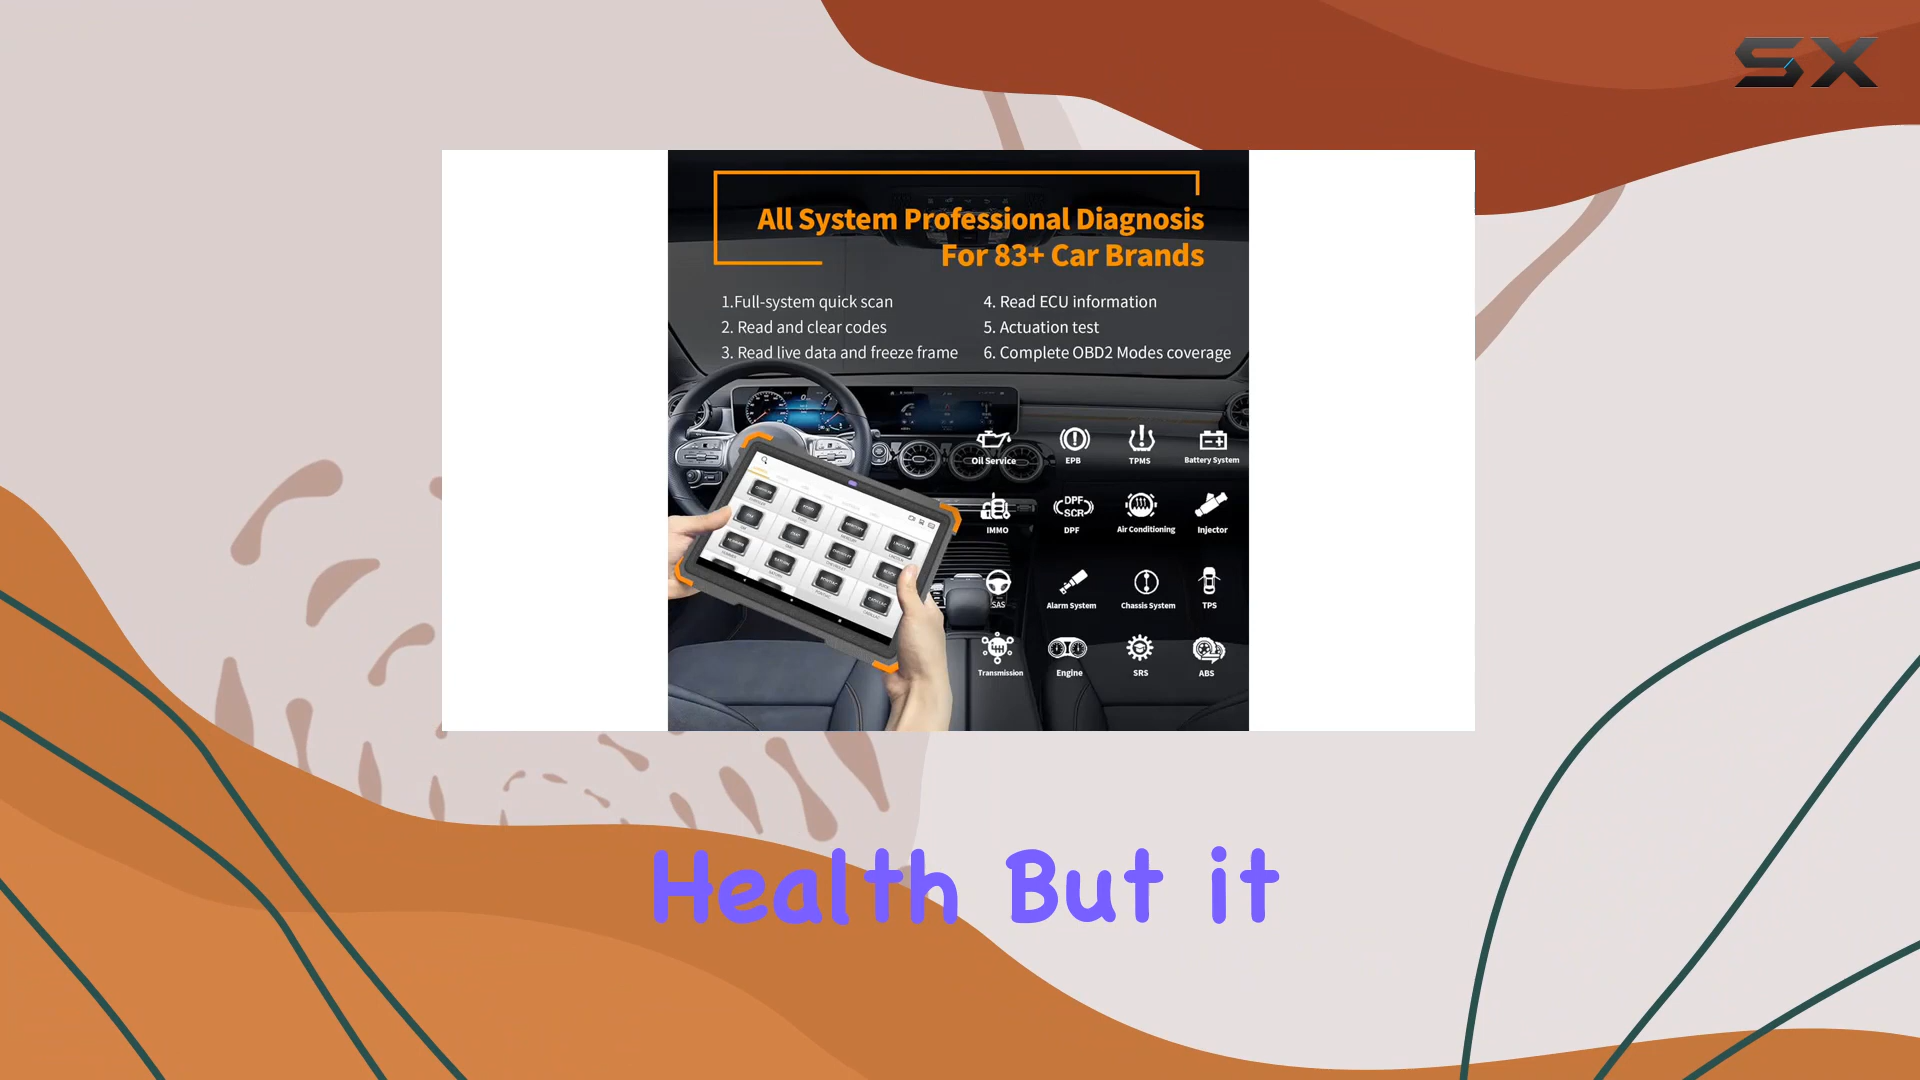 SX
All System Professional Diagnosis
For 83+ Car Brands
1.Full-system quick scan
2. Read and clear codes
3. Read live data and freeze frame
4. Read ECU information
5. Actuation test
6. Complete OBD2 Modes coverage
Oil Service
EPB
TPMS
Battery System
DPF
SCR
IMMO
DPF
Air Conditioning
Injector
SAS
Alarm System
Chassis System
TPS
Transmission
Engine
SRS
ABS
Health But it